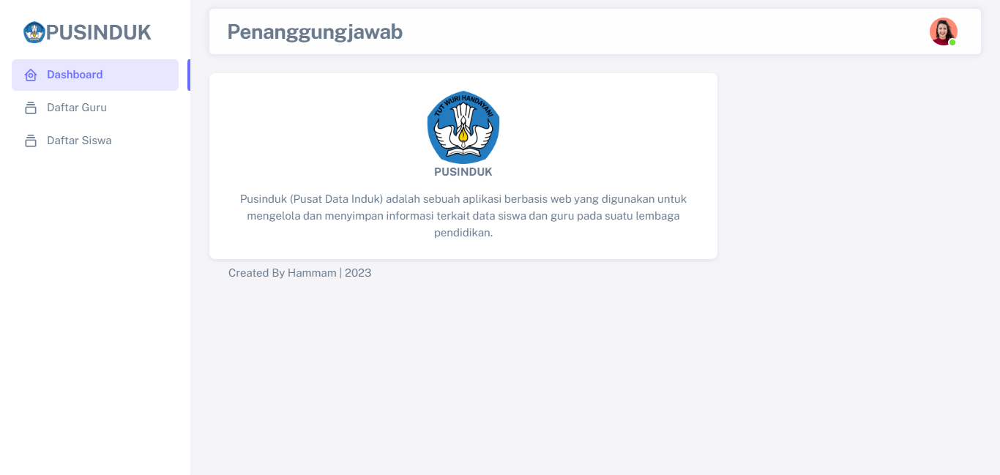 PUSINDUK
Dashboard
Daftar Guru
Daftar Siswa
Penanggungjawab
TUT WURI HANDAYANI
PUSINDUK
Pusinduk (Pusat Data Induk) adalah sebuah aplikasi berbasis web yang digunakan untuk
mengelola dan menyimpan informasi terkait data siswa dan guru pada suatu lembaga
pendidikan.
Created By Hammam | 2023